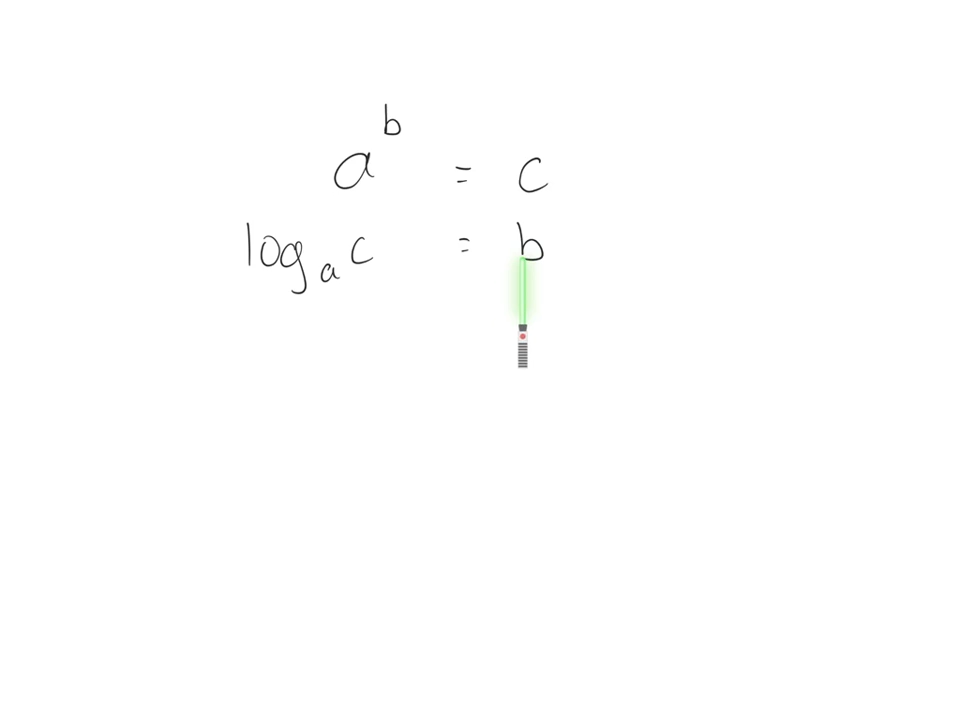 a^b = c
log_a c = b